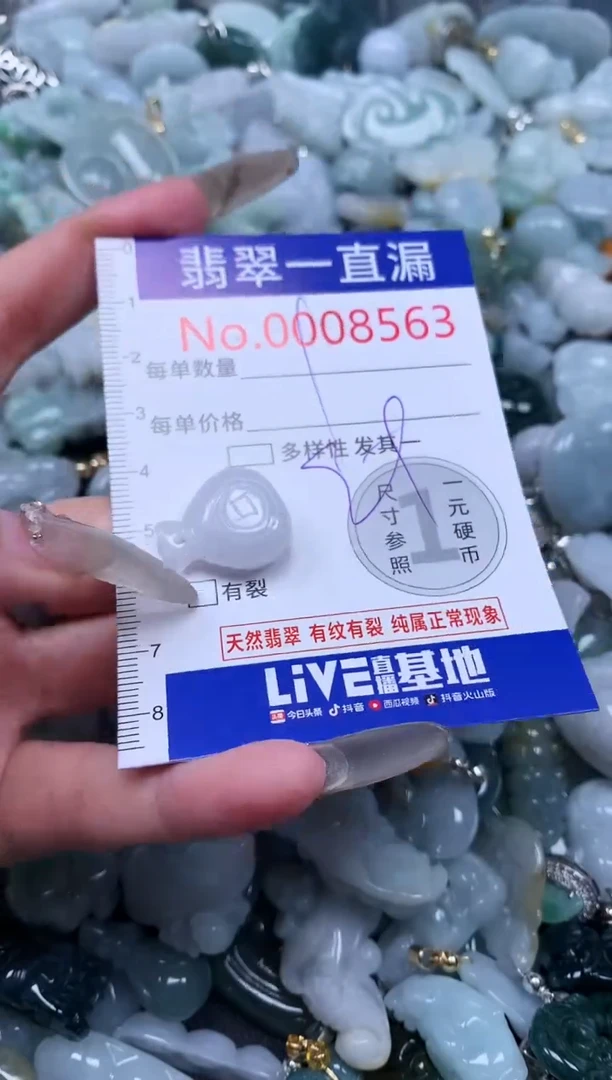 翡翠一直漏
No.0008563
每单数量
每单价格
多样性 发其一
尺寸参照
一元硬币
1
有裂
天然翡翠 有纹有裂 纯属正常现象
LiVE直播基地
头条 今日头条 抖音 西瓜视频 抖音火山版
0
1
2
3
4
5
7
8